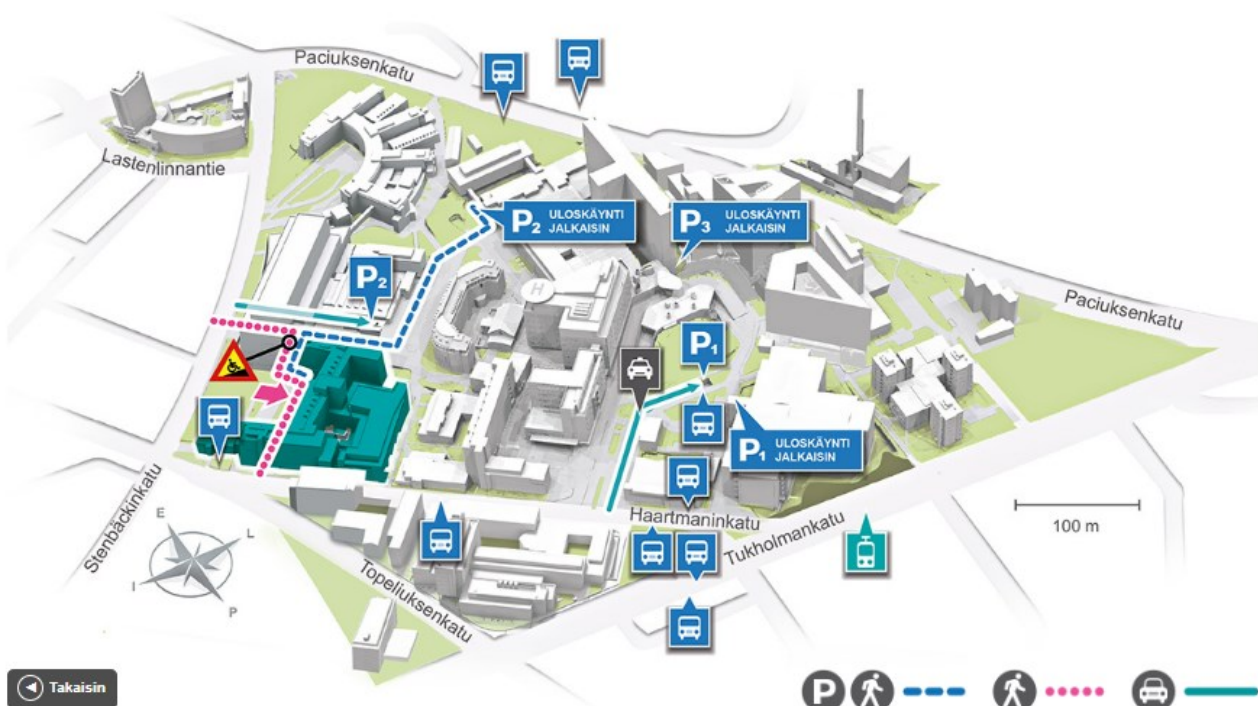 Paciuksenkatu
Lastenlinnantie
P2 ULOSKÄYNTI
JALKAISIN
P3 ULOSKÄYNTI
JALKAISIN
P2
H
Paciuksenkatu
P1
P1 ULOSKÄYNTI
JALKAISIN
Stenbäckinkatu
Haartmaninkatu
Tukholmankatu
100 m
Topeliuksenkatu
E
L
I
P
Takaisin
P